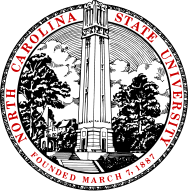 NORTH CAROLINA STATE UNIVERSITY
FOUNDED MARCH 7, 1887